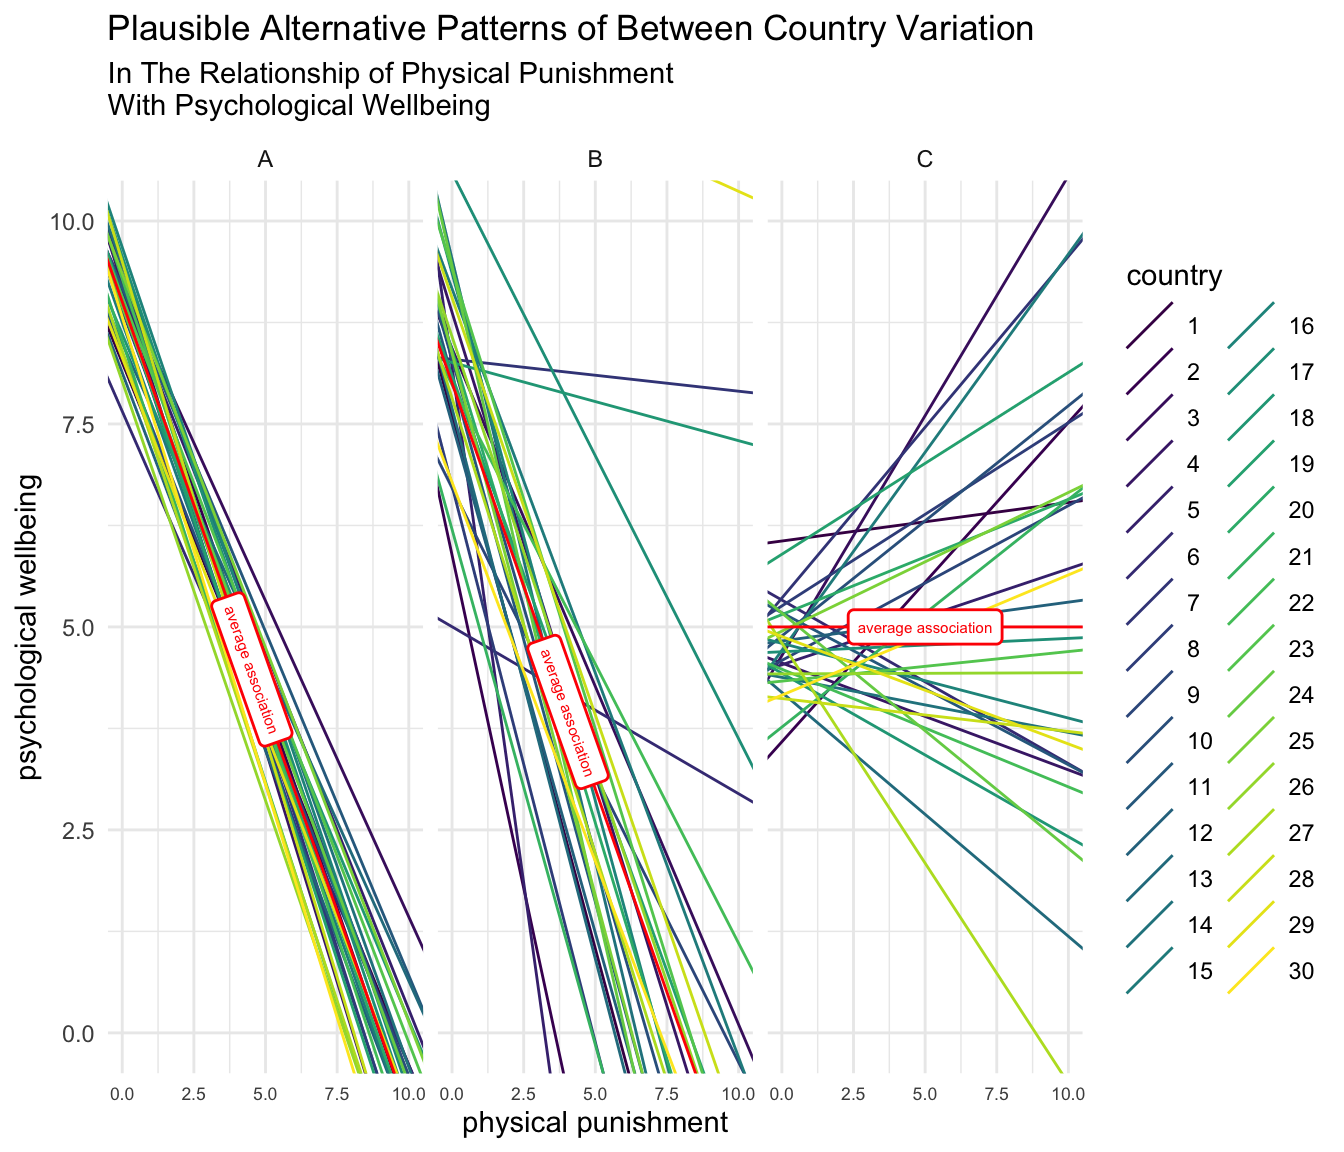 Plausible Alternative Patterns of Between Country Variation
In The Relationship of Physical Punishment
With Psychological Wellbeing
A
B
C
psychological wellbeing
10.0
7.5
5.0
2.5
0.0
average association
average association
average association
0.0 2.5 5.0 7.5 10.0
0.0 2.5 5.0 7.5 10.0
0.0 2.5 5.0 7.5 10.0
physical punishment
country
1
2
3
4
5
6
7
8
9
10
11
12
13
14
15
16
17
18
19
20
21
22
23
24
25
26
27
28
29
30